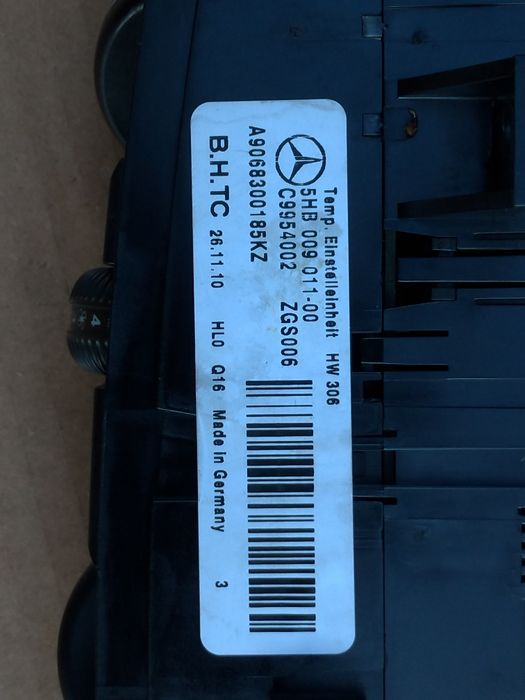 Temp. Einstelleinheit HW 306
5HB 009 011-00
C9954002 ZGS006
A9068300185KZ
B.H.TC 26.11.10 HL0 Q16 Made in Germany 3
4